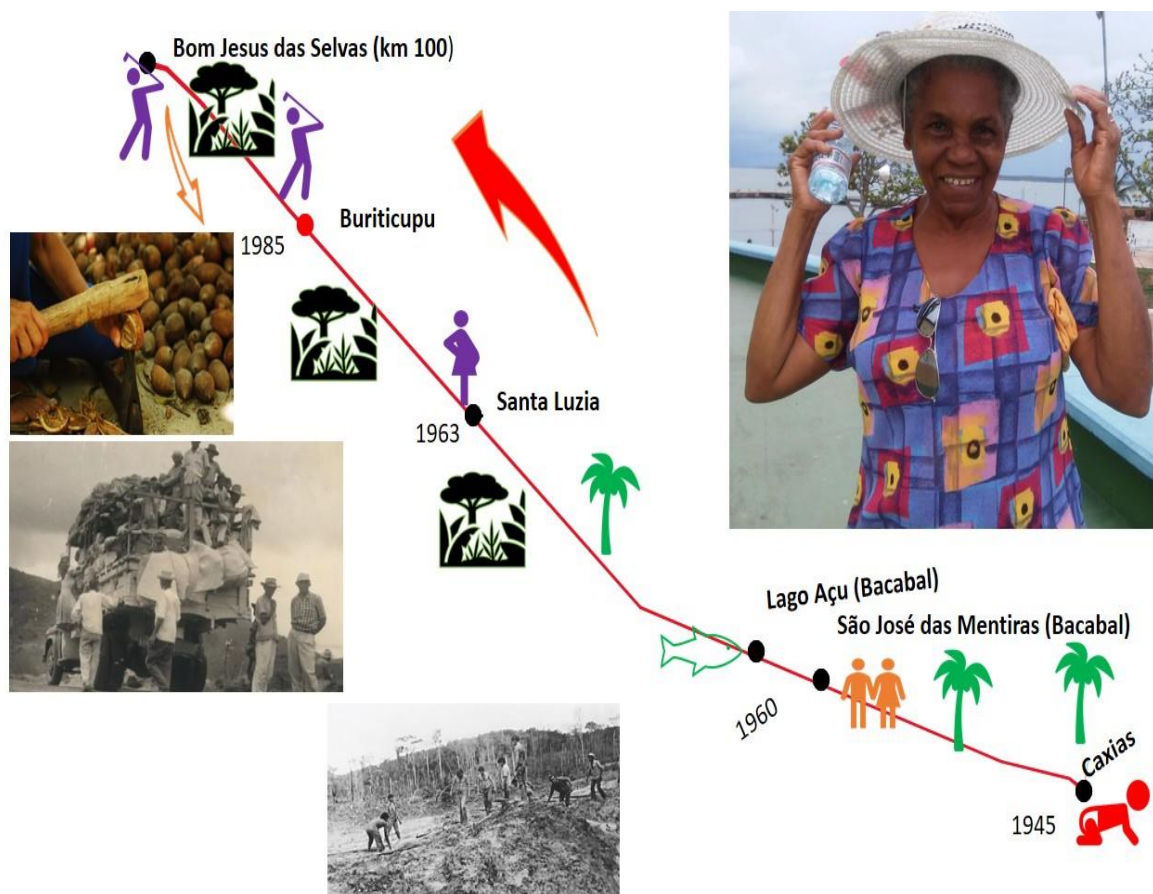 Bom Jesus das Selvas (km 100)
Buriticupu
1985
Santa Luzia
1963
Lago Açu (Bacabal)
São José das Mentiras (Bacabal)
1960
Caxias
1945